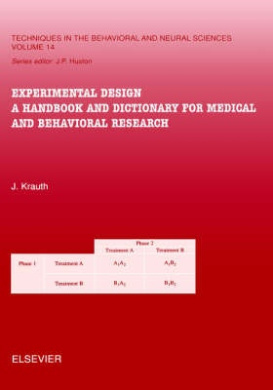 TECHNIQUES IN THE BEHAVIORAL AND NEURAL SCIENCES
VOLUME 14
Series editor: J.P. Huston
EXPERIMENTAL DESIGN
A HANDBOOK AND DICTIONARY FOR MEDICAL
AND BEHAVIORAL RESEARCH
J. Krauth
Phase 2
Treatment A Treatment B
Phase 1 Treatment A A₁A₂ A₁B₂
Treatment B B₁A₂ B₁B₂
ELSEVIER